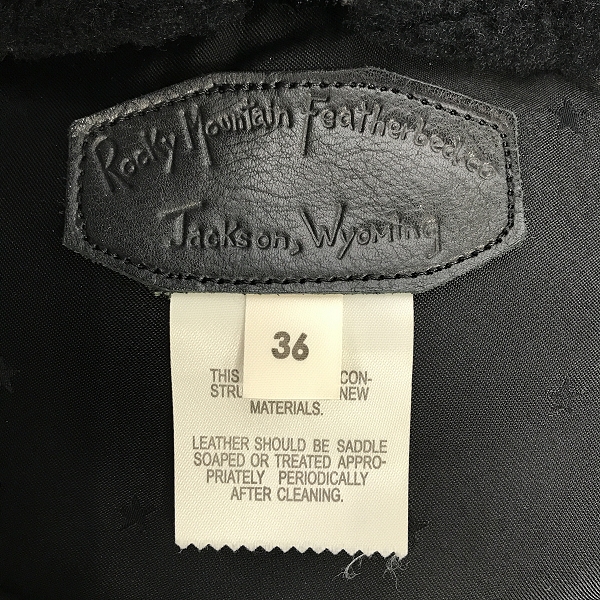 Rocky Mountain Featherbed.co
Jackson, Wyoming
36
THIS CON-
STRU NEW
MATERIALS.
LEATHER SHOULD BE SADDLE
SOAPED OR TREATED APPRO-
PRIATELY PERIODICALLY
AFTER CLEANING.